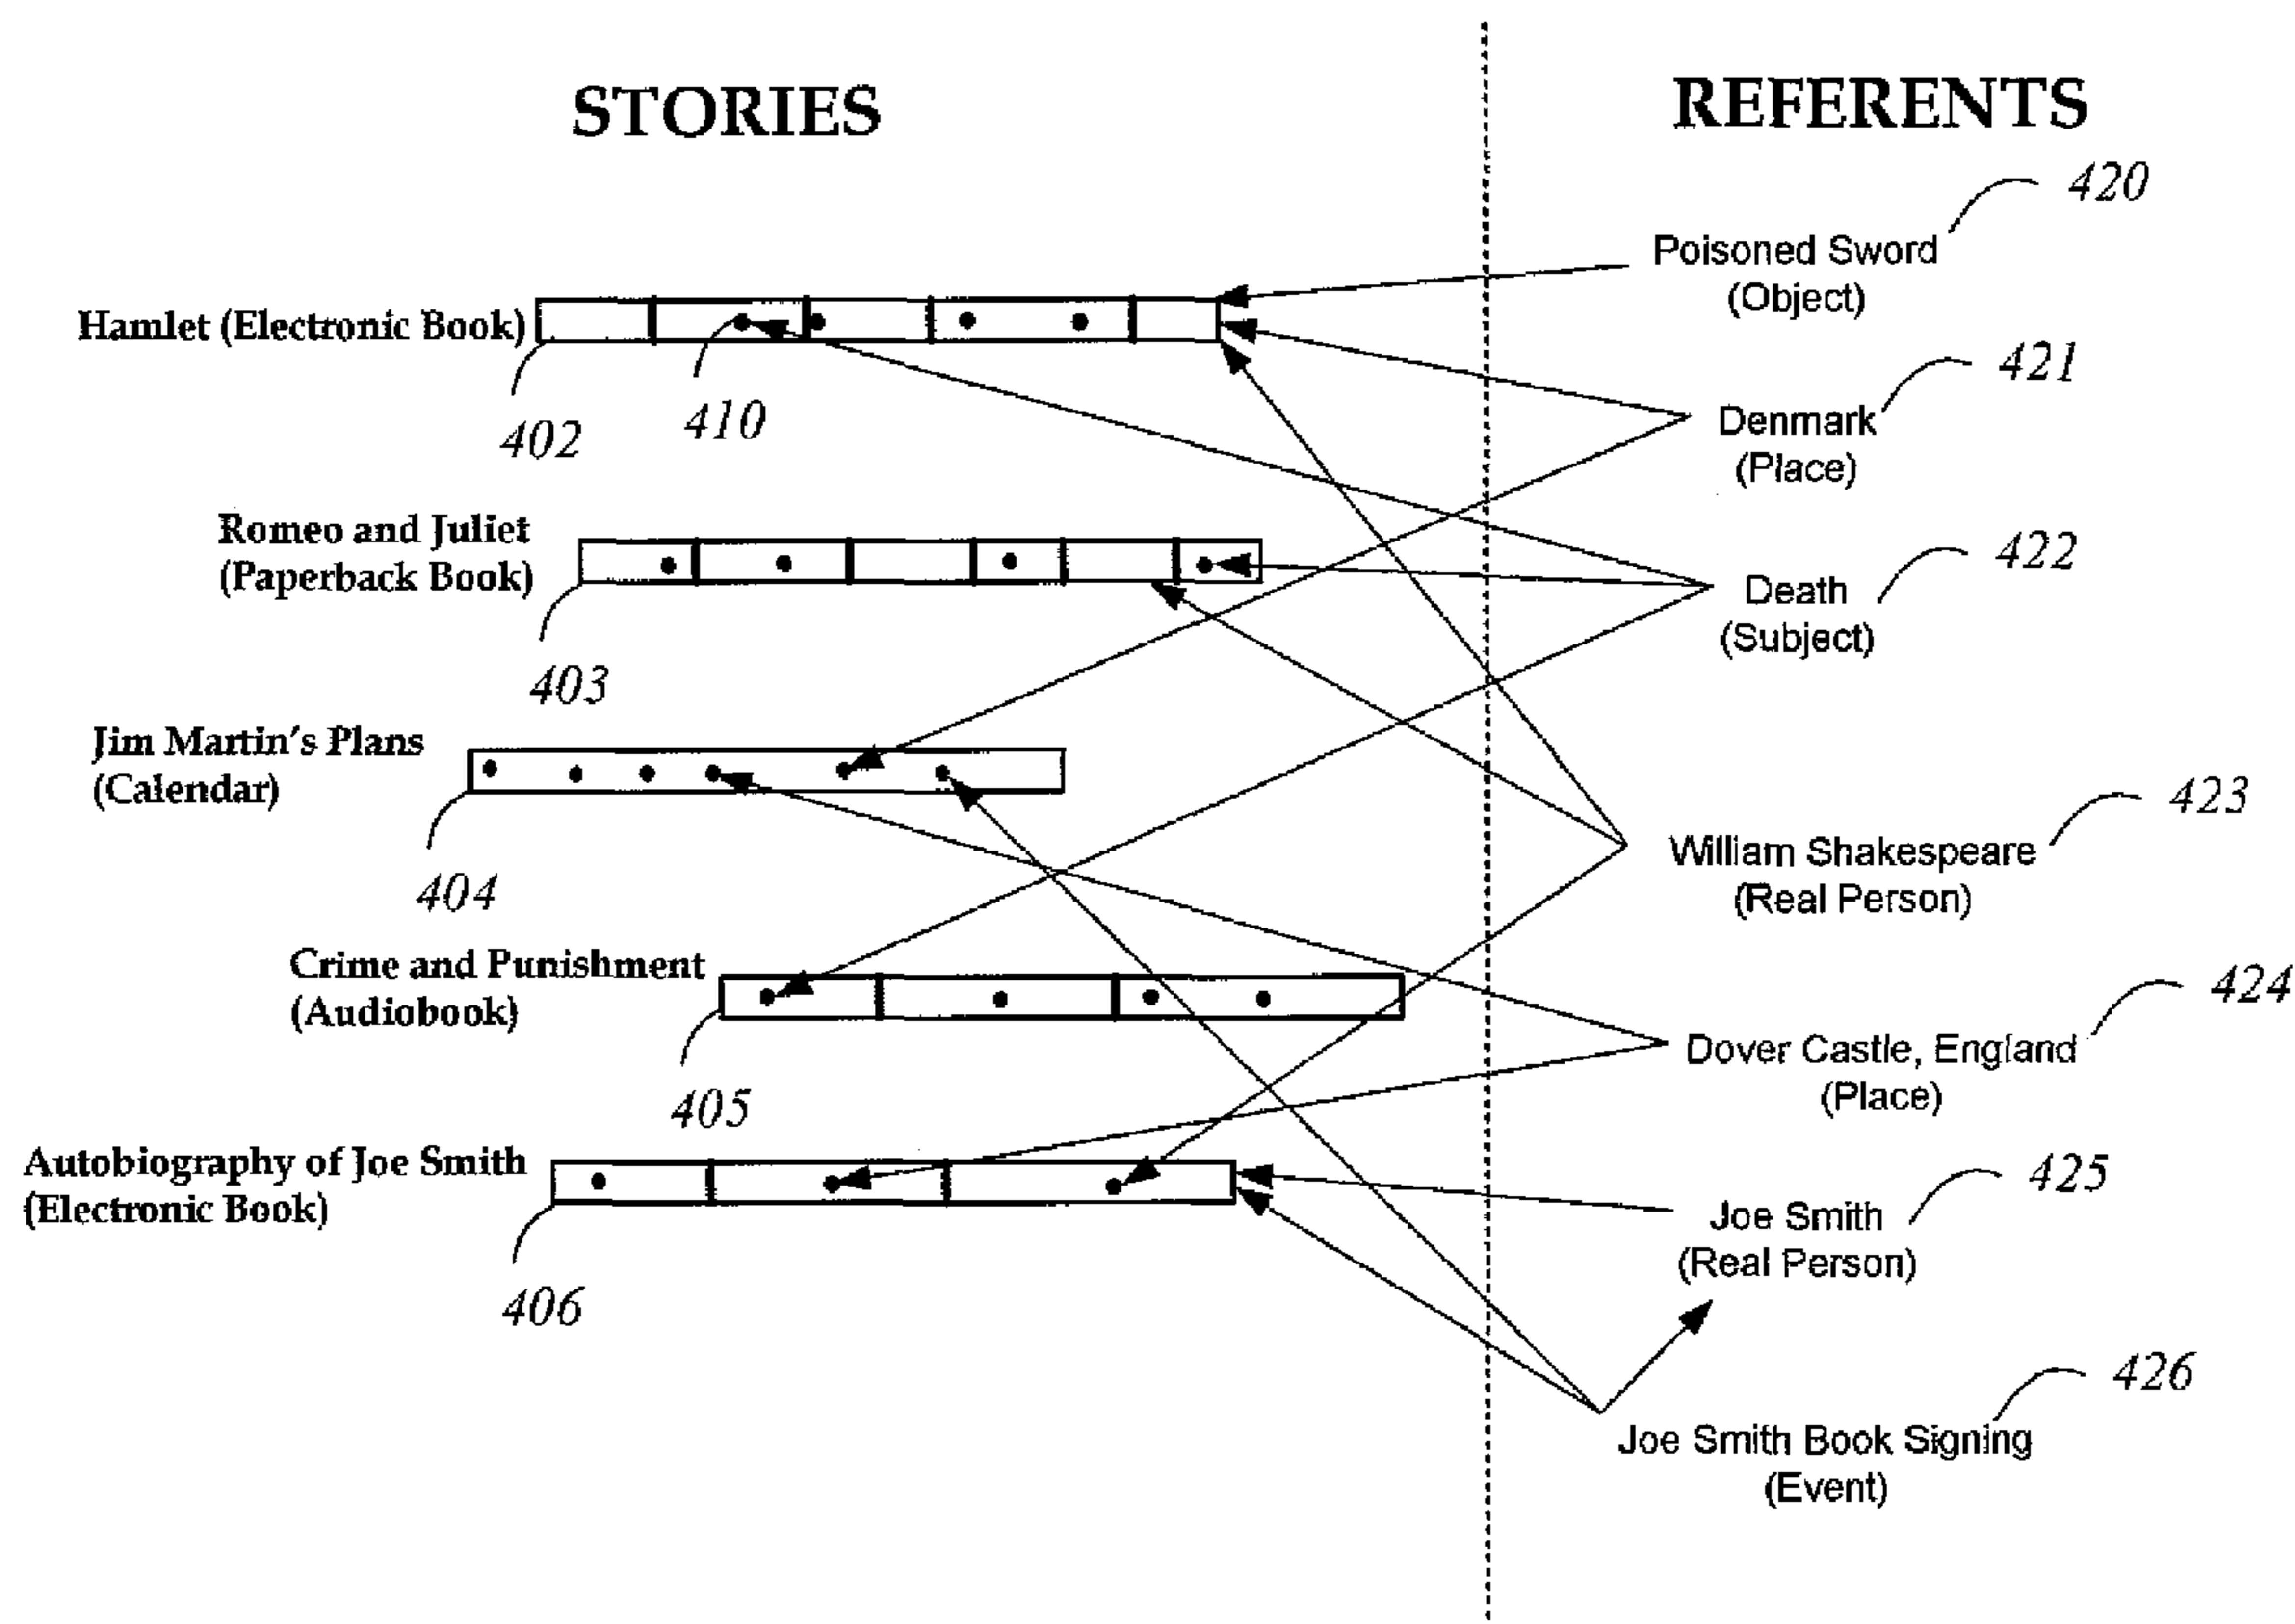 STORIES
REFERENTS
420
Poisoned Sword
(Object)
Hamlet (Electronic Book)
402
410
421
Denmark
(Place)
Romeo and Juliet
(Paperback Book)
403
422
Death
(Subject)
Jim Martin's Plans
(Calendar)
404
423
William Shakespeare
(Real Person)
Crime and Punishment
(Audiobook)
405
424
Dover Castle, England
(Place)
Autobiography of Joe Smith
(Electronic Book)
406
425
Joe Smith
(Real Person)
426
Joe Smith Book Signing
(Event)